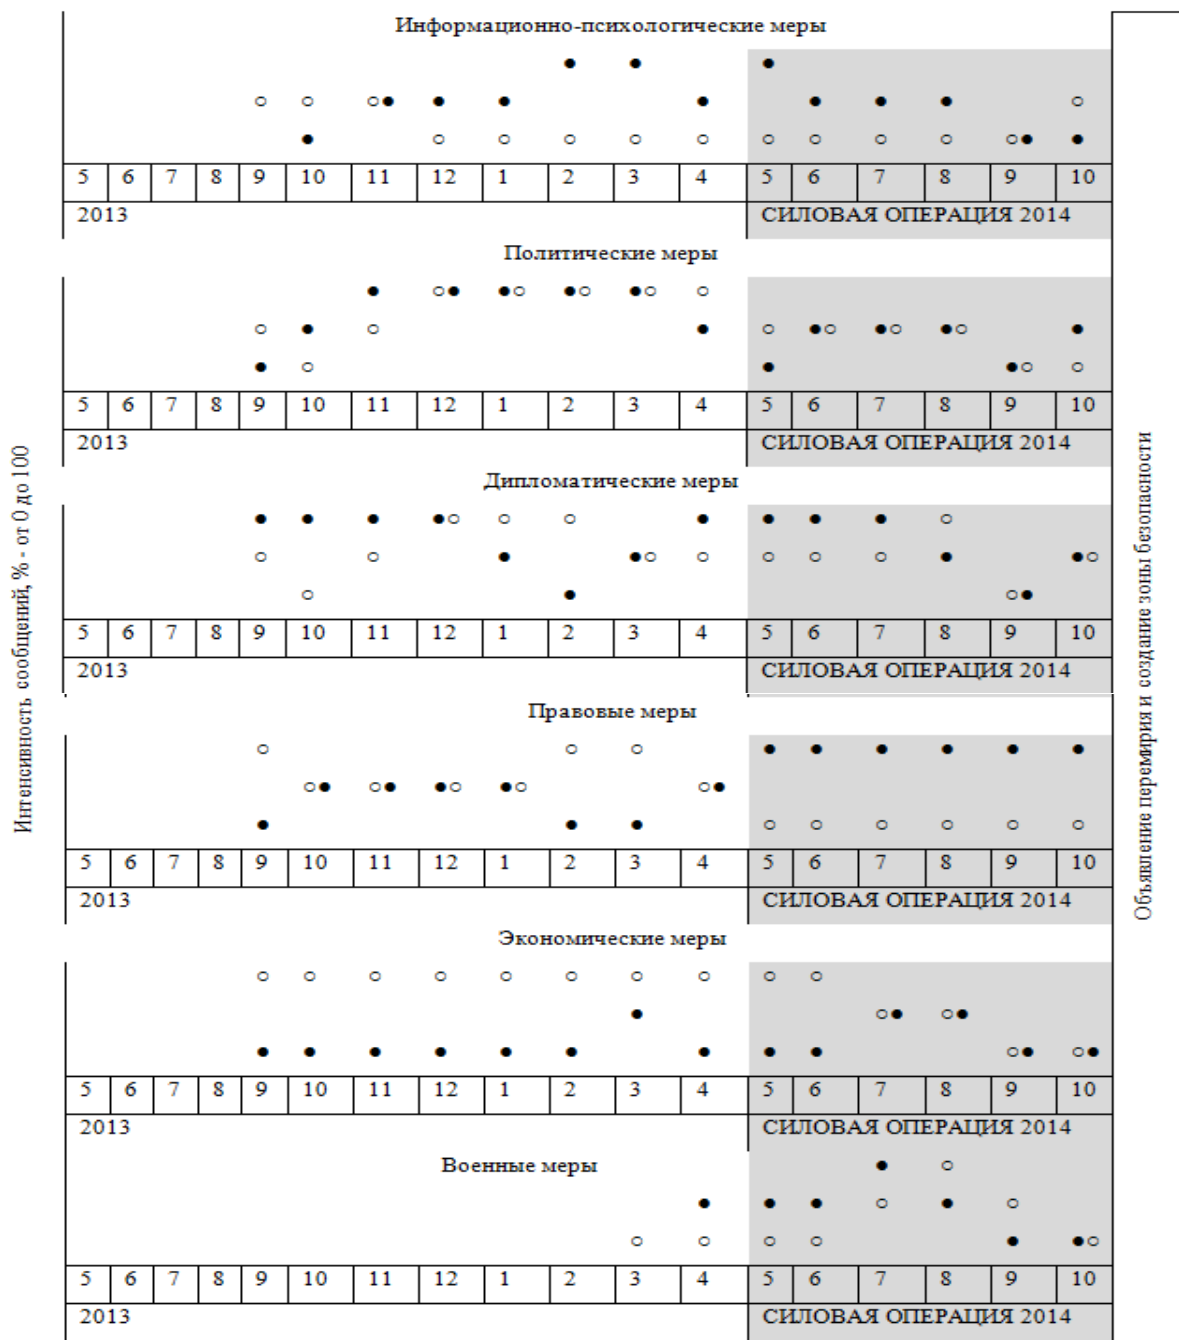 Информационно-психологические меры
5 6 7 8 9 10 11 12 1 2 3 4 5 6 7 8 9 10
2013 СИЛОВАЯ ОПЕРАЦИЯ 2014
Политические меры
5 6 7 8 9 10 11 12 1 2 3 4 5 6 7 8 9 10
2013 СИЛОВАЯ ОПЕРАЦИЯ 2014
Дипломатические меры
5 6 7 8 9 10 11 12 1 2 3 4 5 6 7 8 9 10
2013 СИЛОВАЯ ОПЕРАЦИЯ 2014
Правовые меры
5 6 7 8 9 10 11 12 1 2 3 4 5 6 7 8 9 10
2013 СИЛОВАЯ ОПЕРАЦИЯ 2014
Экономические меры
5 6 7 8 9 10 11 12 1 2 3 4 5 6 7 8 9 10
2013 СИЛОВАЯ ОПЕРАЦИЯ 2014
Военные меры
5 6 7 8 9 10 11 12 1 2 3 4 5 6 7 8 9 10
2013 СИЛОВАЯ ОПЕРАЦИЯ 2014
Интенсивность сообщений, % - от 0 до 100
Объявление перемирия и создание зоны безопасности